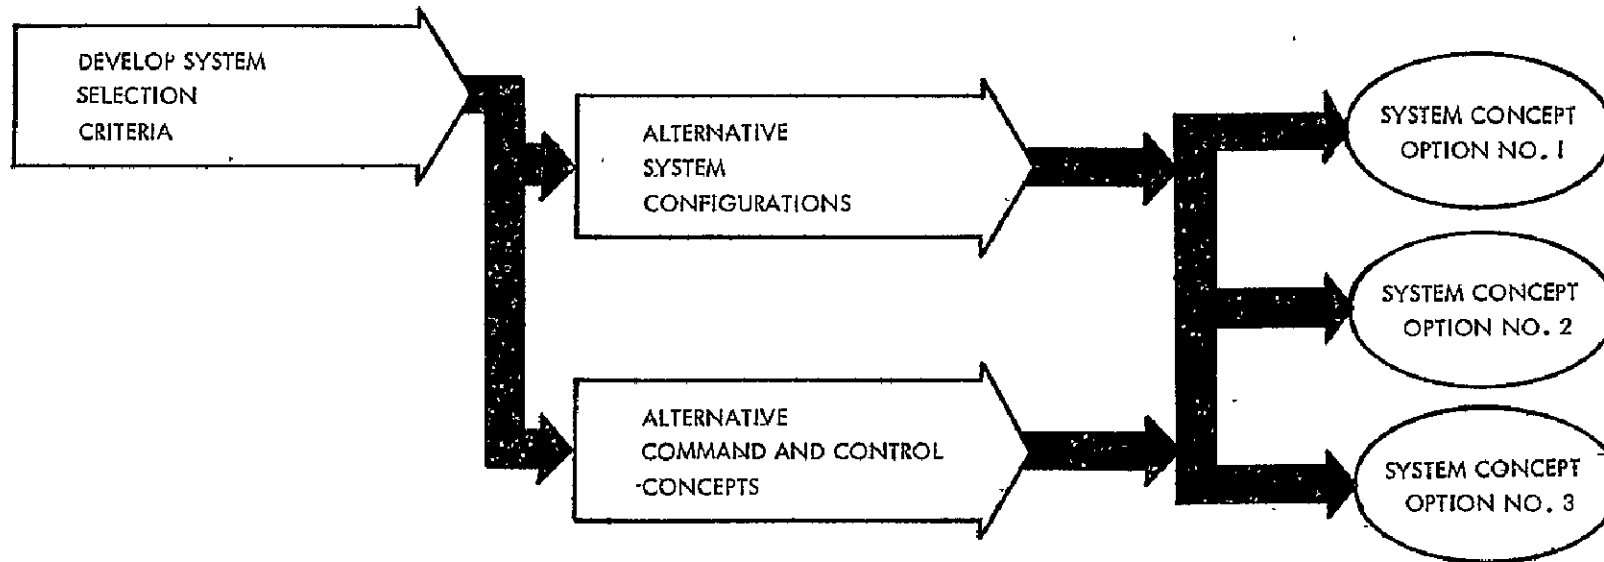 DEVELOP SYSTEM
SELECTION
CRITERIA
ALTERNATIVE
SYSTEM
CONFIGURATIONS
ALTERNATIVE
COMMAND AND CONTROL
CONCEPTS
SYSTEM CONCEPT
OPTION NO. 1
SYSTEM CONCEPT
OPTION NO. 2
SYSTEM CONCEPT
OPTION NO. 3